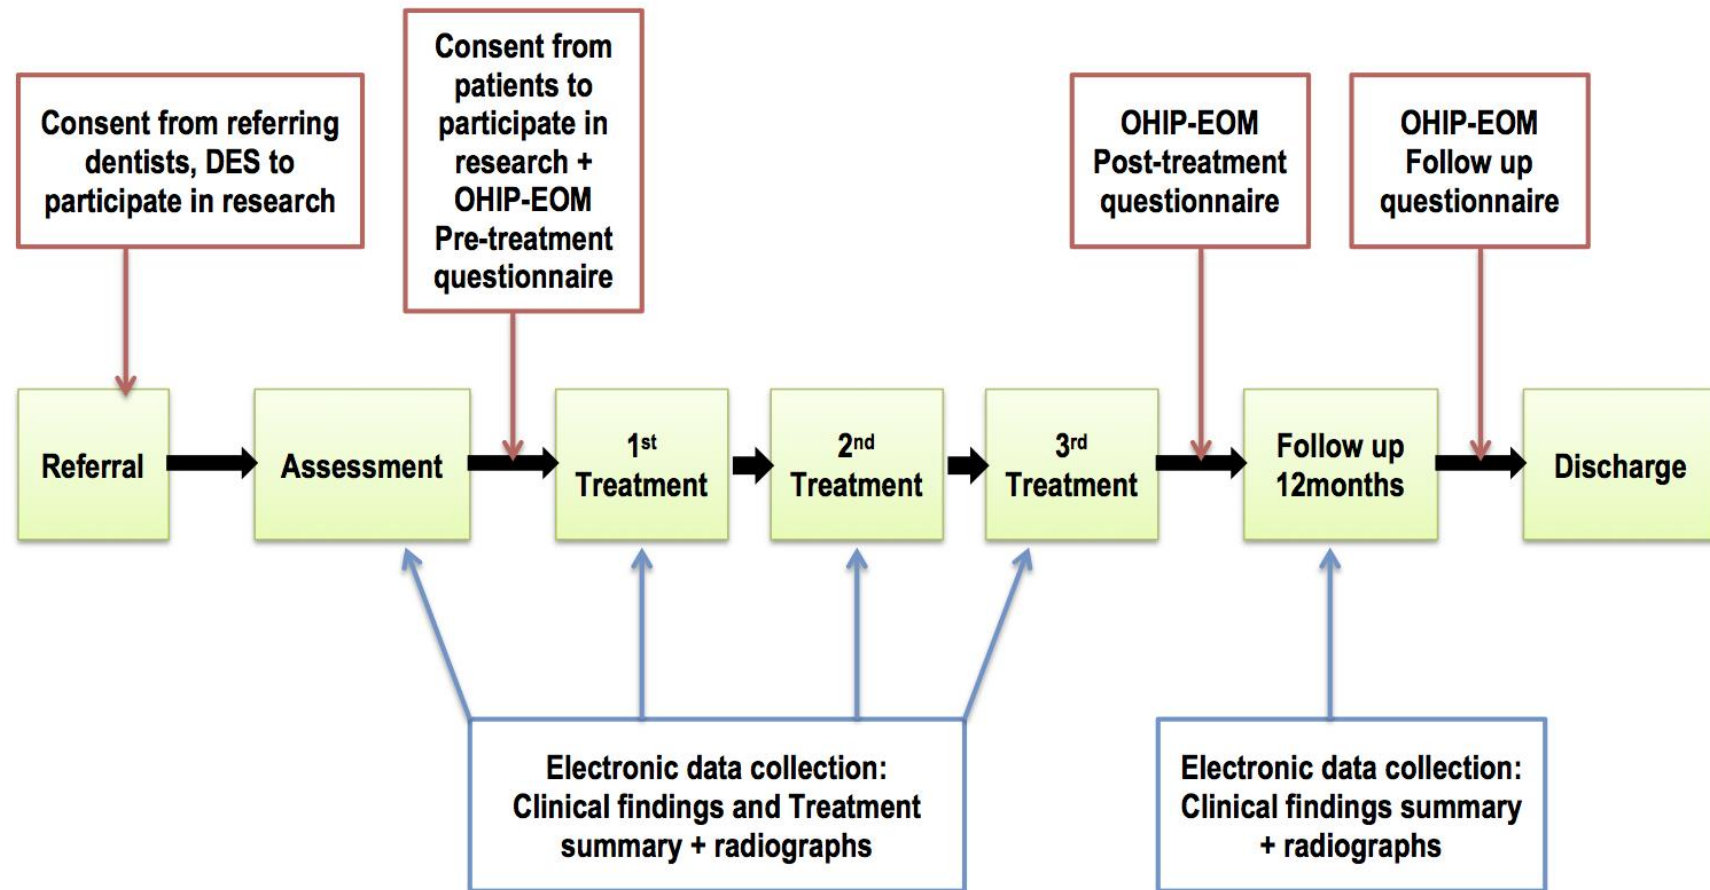 Consent from referring
dentists, DES to
participate in research
Consent from
patients to
participate in
research +
OHIP-EOM
Pre-treatment
questionnaire
OHIP-EOM
Post-treatment
questionnaire
OHIP-EOM
Follow up
questionnaire
Referral
Assessment
1st
Treatment
2nd
Treatment
3rd
Treatment
Follow up
12months
Discharge
Electronic data collection:
Clinical findings and Treatment
summary + radiographs
Electronic data collection:
Clinical findings summary
+ radiographs